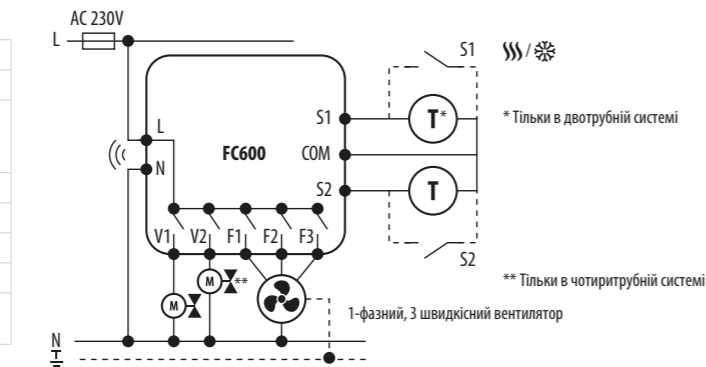 AC 230V
L
S1
L
S1
T*
* Тільки в двотрубній системі
FC600
COM
N
S2
T
V1 V2 F1 F2 F3
S2
M
**
** Тільки в чотиритрубній системі
M
1-фазний, 3 швидкісний вентилятор
N